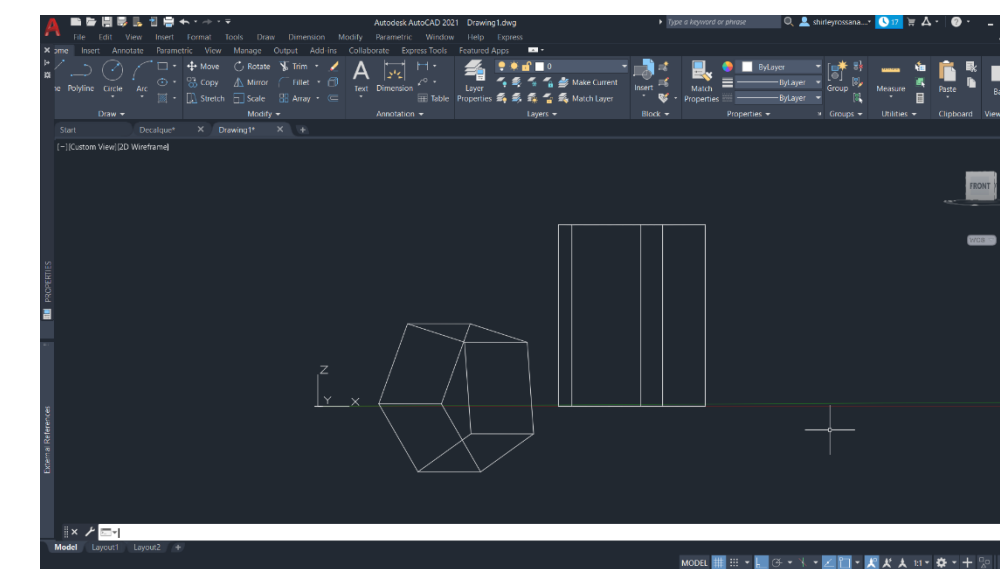 Autodesk AutoCAD 2021 Drawing1.dwg Type a keyword or phrase shirleyrossana... 17
File Edit View Insert Format Tools Draw Dimension Modify Parametric Window Help Express
Insert Annotate Parametric View Manage Output Add-ins Collaborate Express Tools Featured Apps
Polyline Circle Arc
Move Rotate Trim
Copy Mirror Fillet
Stretch Scale Array
Text Dimension
Table
Layer Properties
0
Make Current
Match Layer
Insert
Match Properties
ByLayer
ByLayer
ByLayer
Group
Measure
Paste
Draw Modify Annotation Layers Block Properties Groups Utilities Clipboard View
Start Decalque* Drawing1*
[-][Custom View][2D Wireframe]
FRONT
PROPERTIES
Z
Y X
External References
Model Layout1 Layout2 +
MODEL 1:1